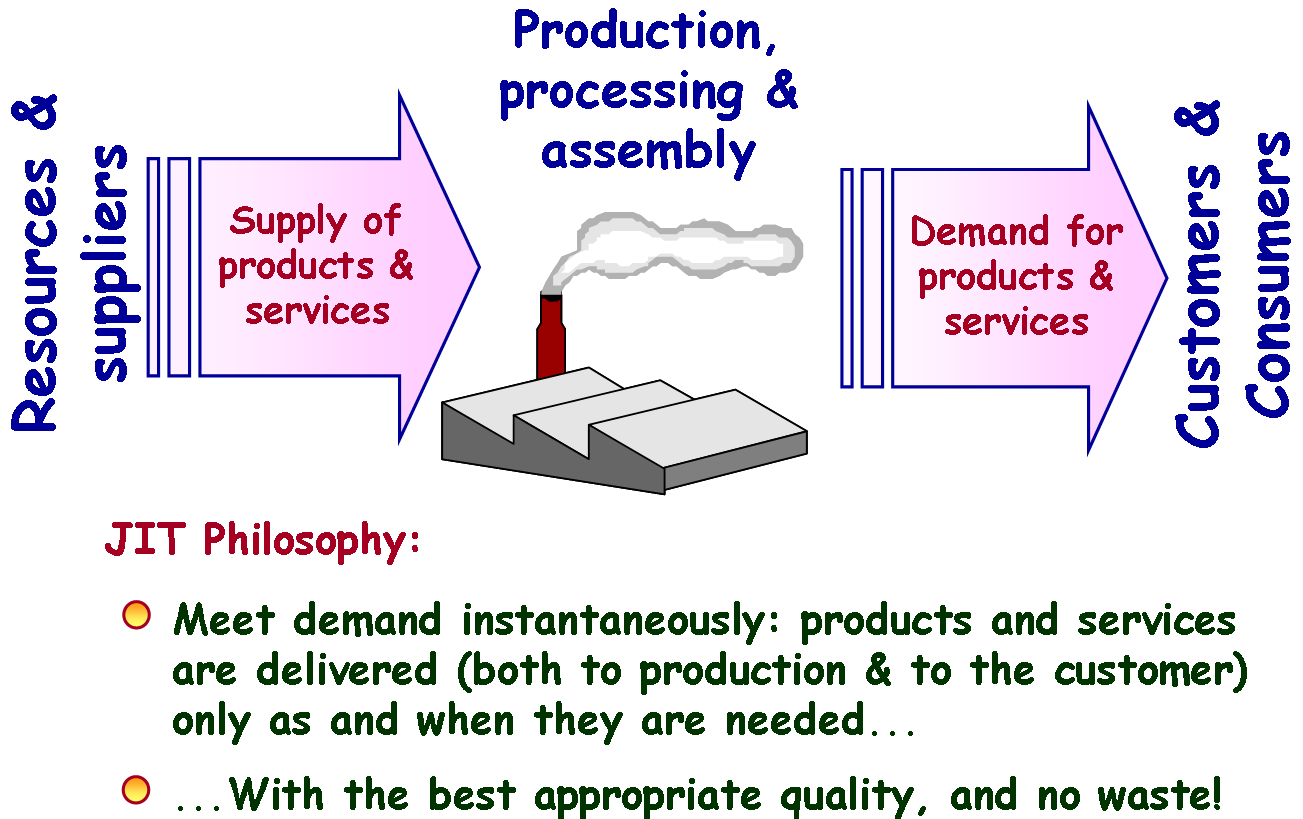 Resources &
suppliers
Supply of
products &
services
Production,
processing &
assembly
Demand for
products &
services
Customers &
Consumers
JIT Philosophy:
Meet demand instantaneously: products and services
are delivered (both to production & to the customer)
only as and when they are needed...
...With the best appropriate quality, and no waste!